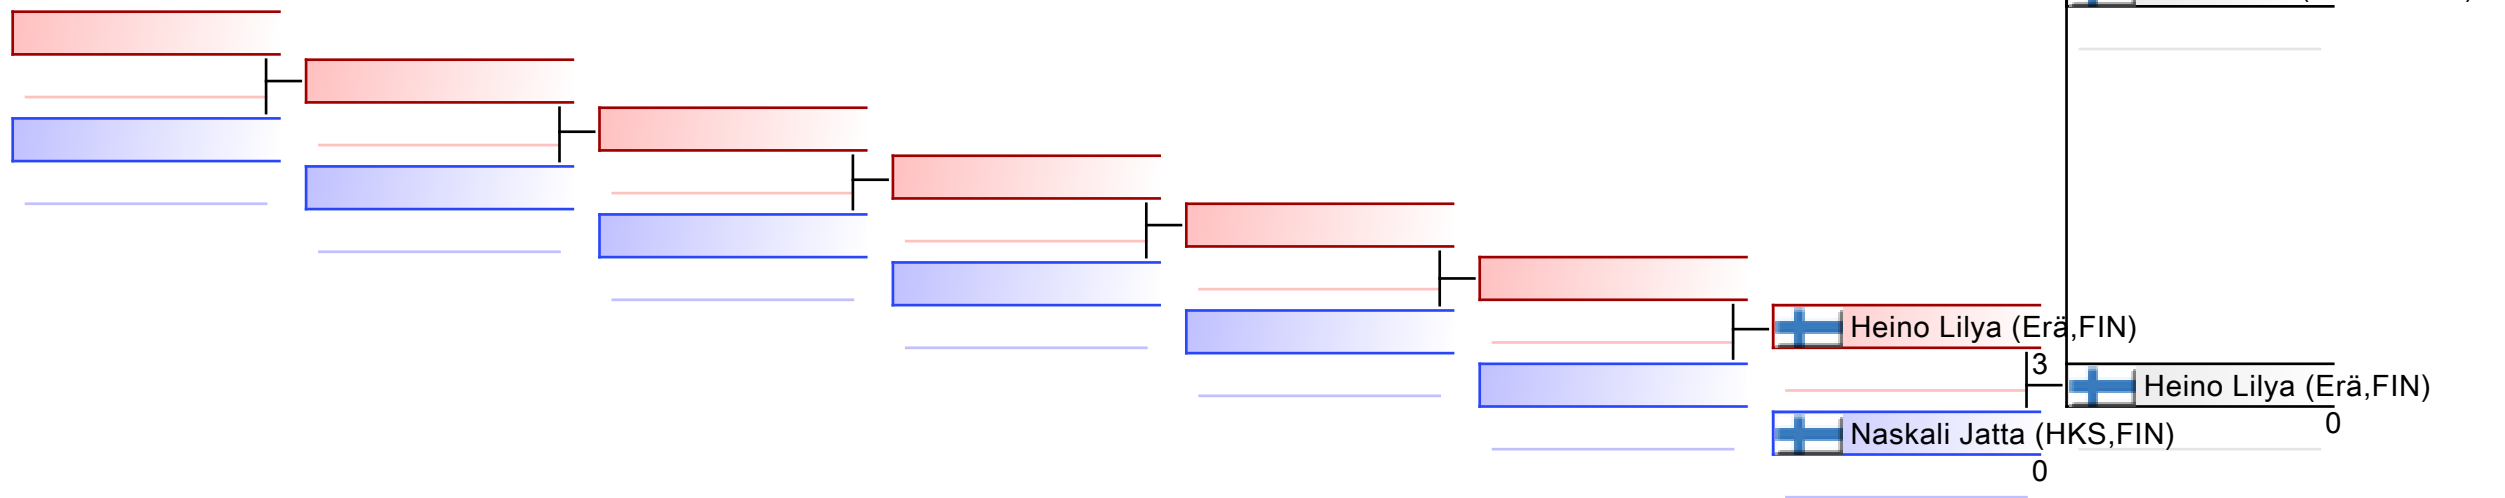 Heino Lilya (Erä,FIN)
3
Heino Lilya (Erä,FIN)
0
Naskali Jatta (HKS,FIN)
0